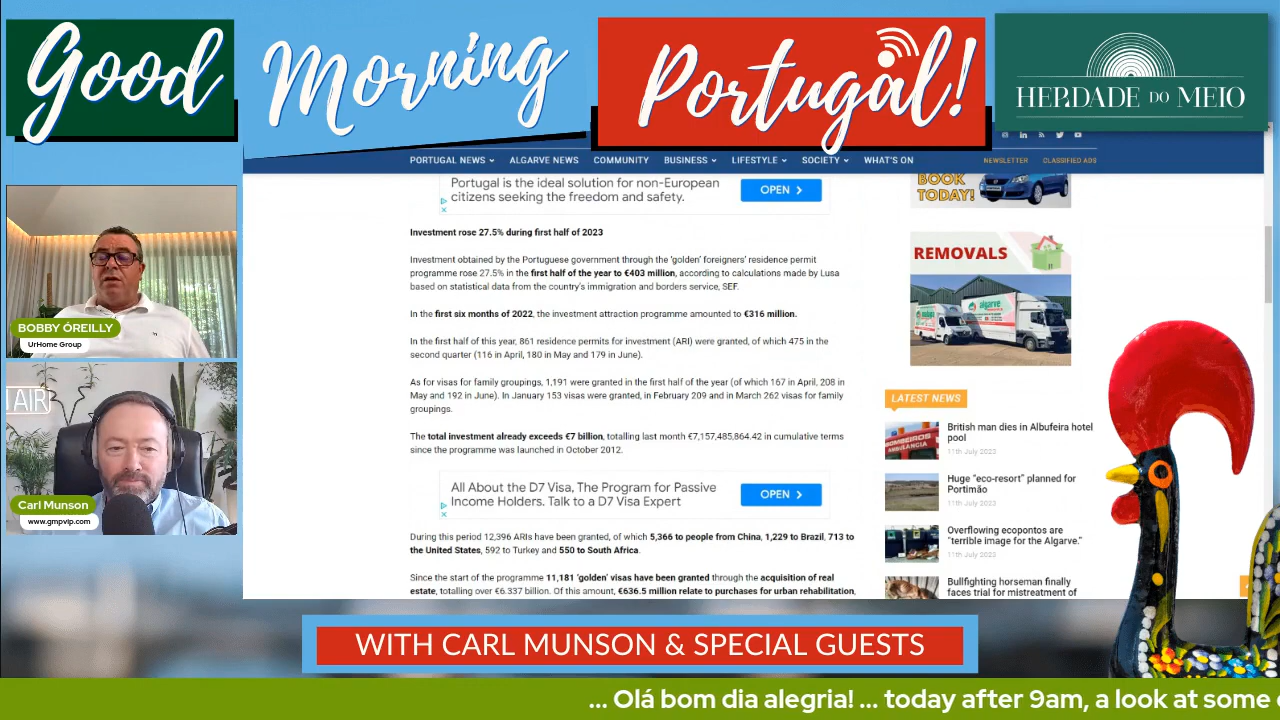 Good
Morning
Portugal!
HERDADE DO MEIO
PORTUGAL NEWS
ALGARVE NEWS
COMMUNITY
BUSINESS
LIFESTYLE
SOCIETY
WHAT'S ON
NEWSLETTER
CLASSIFIED ADS
Portugal is the ideal solution for non-European
citizens seeking the freedom and safety.
OPEN
Investment rose 27.5% during first half of 2023
Investment obtained by the Portuguese government through the 'golden' foreigners' residence permit
programme rose 27.5% in the first half of the year to €403 million, according to calculations made by Lusa
based on statistical data from the country's immigration and borders service, SEF.
In the first six months of 2022, the investment attraction programme amounted to €316 million.
In the first half of this year, 861 residence permits for investment (ARI) were granted, of which 475 in the
second quarter (116 in April, 180 in May and 179 in June).
As for visas for family groupings, 1,191 were granted in the first half of the year (of which 167 in April, 208 in
May and 192 in June). In January 153 visas were granted, in February 209 and in March 262 visas for family
groupings.
The total investment already exceeds €7 billion, totalling last month €7,157,485,864.42 in cumulative terms
since the programme was launched in October 2012.
All About the D7 Visa, The Program for Passive
Income Holders. Talk to a D7 Visa Expert
OPEN
During this period 12,396 ARIs have been granted, of which 5,366 to people from China, 1,229 to Brazil, 713 to
the United States, 592 to Turkey and 550 to South Africa.
Since the start of the programme 11,181 'golden' visas have been granted through the acquisition of real
estate, totalling over €6.337 billion. Of this amount, €636.5 million relate to purchases for urban rehabilitation,
BOOK
TODAY!
REMOVALS
algarve
LATEST NEWS
British man dies in Albufeira hotel
pool
11th July 2023
Huge "eco-resort" planned for
Portimão
11th July 2023
BOMBEIROS
AMBULANCIA
Overflowing ecopontos are
"terrible image for the Algarve."
11th July 2023
Bullfighting horseman finally
faces trial for mistreatment of
BOBBY ÓREILLY
UrHome Group
AIR
Carl Munson
www.gmpvip.com
WITH CARL MUNSON & SPECIAL GUESTS
... Olá bom dia alegria! ... today after 9am, a look at some